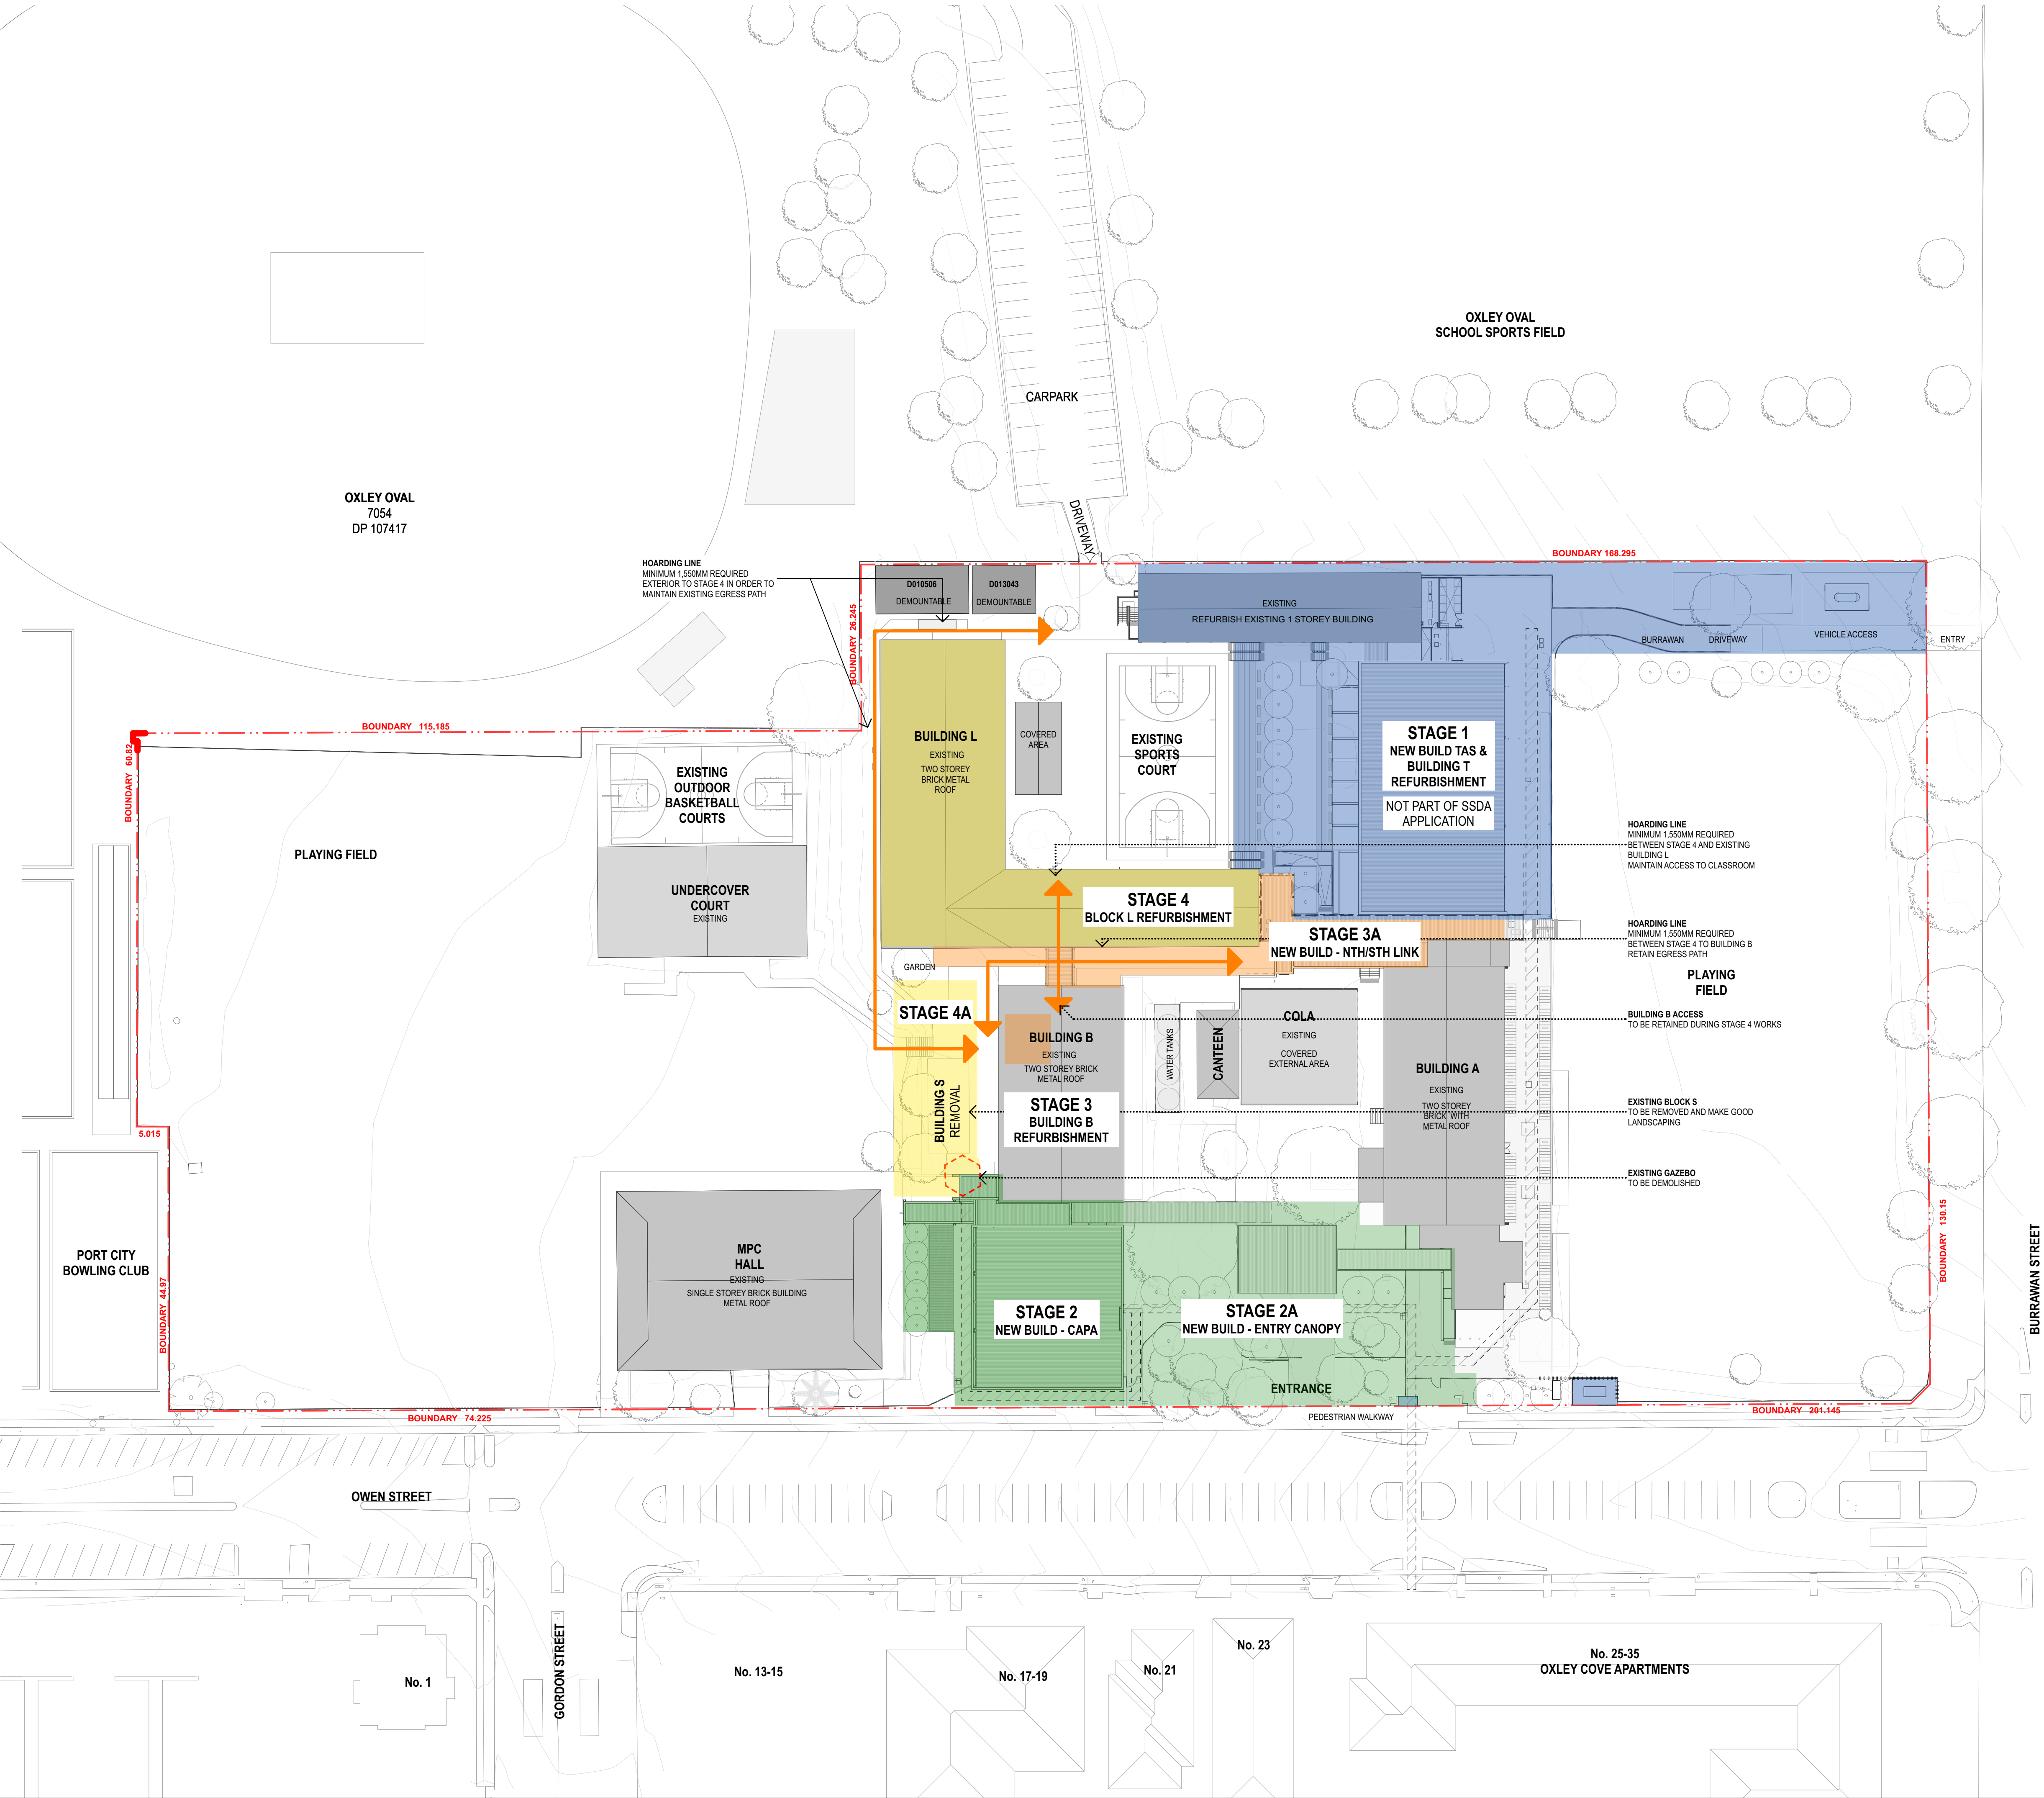 OXLEY OVAL
SCHOOL SPORTS FIELD
CARPARK
DRIVEWAY
OXLEY OVAL
7054
DP 107417
HOARDING LINE
MINIMUM 1,550MM REQUIRED
EXTERIOR TO STAGE 4 IN ORDER TO
MAINTAIN EXISTING EGRESS PATH
BOUNDARY 168.295
D010506
DEMOUNTABLE
D013043
DEMOUNTABLE
EXISTING
REFURBISH EXISTING 1 STOREY BUILDING
BURRAWAN
DRIVEWAY
VEHICLE ACCESS
ENTRY
BOUNDARY 26.245
BOUNDARY 115.185
BOUNDARY 60.82
BUILDING L
EXISTING
TWO STOREY
BRICK METAL
ROOF
COVERED
AREA
EXISTING
SPORTS
COURT
STAGE 1
NEW BUILD TAS &
BUILDING T
REFURBISHMENT
NOT PART OF SSDA
APPLICATION
EXISTING
OUTDOOR
BASKETBALL
COURTS
PLAYING FIELD
UNDERCOVER
COURT
EXISTING
HOARDING LINE
MINIMUM 1,550MM REQUIRED
BETWEEN STAGE 4 AND EXISTING
BUILDING L
MAINTAIN ACCESS TO CLASSROOM
STAGE 4
BLOCK L REFURBISHMENT
STAGE 3A
NEW BUILD - NTH/STH LINK
HOARDING LINE
MINIMUM 1,550MM REQUIRED
BETWEEN STAGE 4 TO BUILDING B
RETAIN EGRESS PATH
PLAYING
FIELD
GARDEN
STAGE 4A
BUILDING B
EXISTING
TWO STOREY BRICK
METAL ROOF
WATER TANKS
CANTEEN
COLA
EXISTING
COVERED
EXTERNAL AREA
BUILDING B ACCESS
TO BE RETAINED DURING STAGE 4 WORKS
BUILDING A
EXISTING
TWO STOREY
BRICK WITH
METAL ROOF
BUILDING S
REMOVAL
STAGE 3
BUILDING B
REFURBISHMENT
EXISTING BLOCK S
TO BE REMOVED AND MAKE GOOD
LANDSCAPING
5.015
EXISTING GAZEBO
TO BE DEMOLISHED
BOUNDARY 130.15
PORT CITY
BOWLING CLUB
BOUNDARY 44.97
MPC
HALL
EXISTING
SINGLE STOREY BRICK BUILDING
METAL ROOF
STAGE 2
NEW BUILD - CAPA
STAGE 2A
NEW BUILD - ENTRY CANOPY
ENTRANCE
BURRAWAN STREET
BOUNDARY 74.225
PEDESTRIAN WALKWAY
BOUNDARY 201.145
OWEN STREET
GORDON STREET
No. 1
No. 13-15
No. 17-19
No. 21
No. 23
No. 25-35
OXLEY COVE APARTMENTS